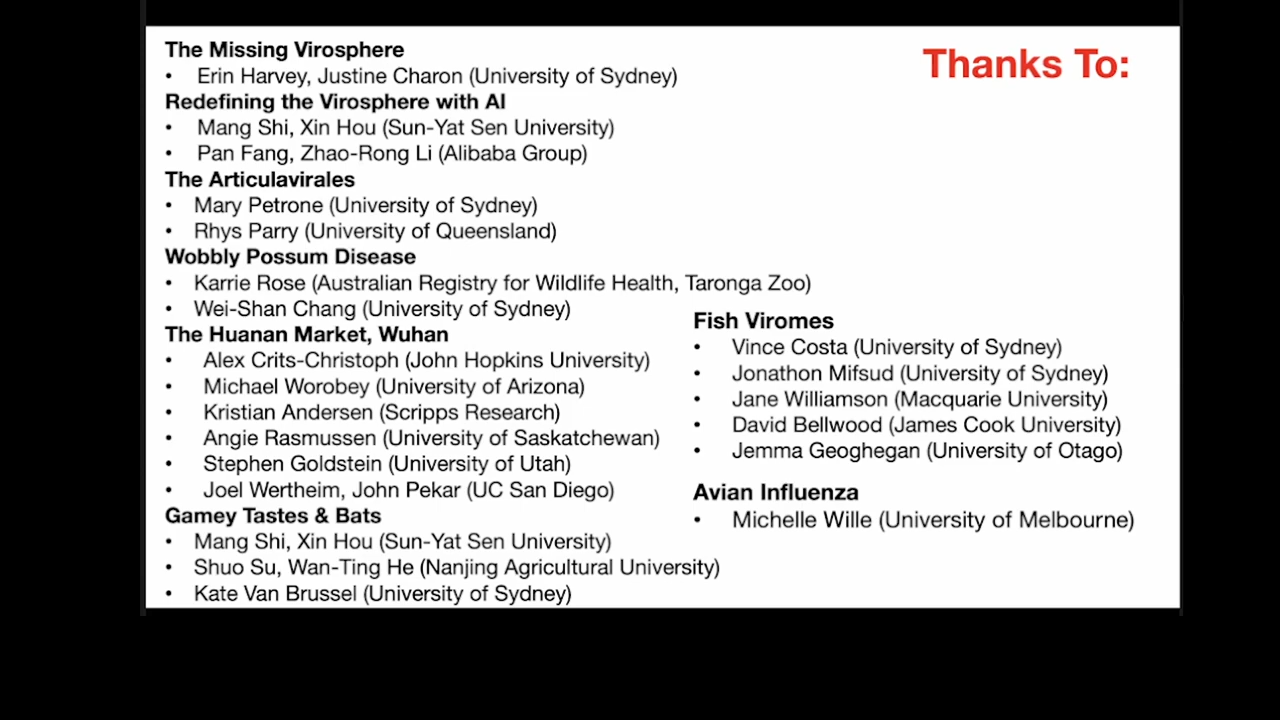 Thanks To:
The Missing Virosphere
• Erin Harvey, Justine Charon (University of Sydney)
Redefining the Virosphere with AI
• Mang Shi, Xin Hou (Sun-Yat Sen University)
• Pan Fang, Zhao-Rong Li (Alibaba Group)
The Articulavirales
• Mary Petrone (University of Sydney)
• Rhys Parry (University of Queensland)
Wobbly Possum Disease
• Karrie Rose (Australian Registry for Wildlife Health, Taronga Zoo)
• Wei-Shan Chang (University of Sydney)
The Huanan Market, Wuhan
• Alex Crits-Christoph (John Hopkins University)
• Michael Worobey (University of Arizona)
• Kristian Andersen (Scripps Research)
• Angie Rasmussen (University of Saskatchewan)
• Stephen Goldstein (University of Utah)
• Joel Wertheim, John Pekar (UC San Diego)
Gamey Tastes & Bats
• Mang Shi, Xin Hou (Sun-Yat Sen University)
• Shuo Su, Wan-Ting He (Nanjing Agricultural University)
• Kate Van Brussel (University of Sydney)
Fish Viromes
• Vince Costa (University of Sydney)
• Jonathon Mifsud (University of Sydney)
• Jane Williamson (Macquarie University)
• David Bellwood (James Cook University)
• Jemma Geoghegan (University of Otago)
Avian Influenza
• Michelle Wille (University of Melbourne)